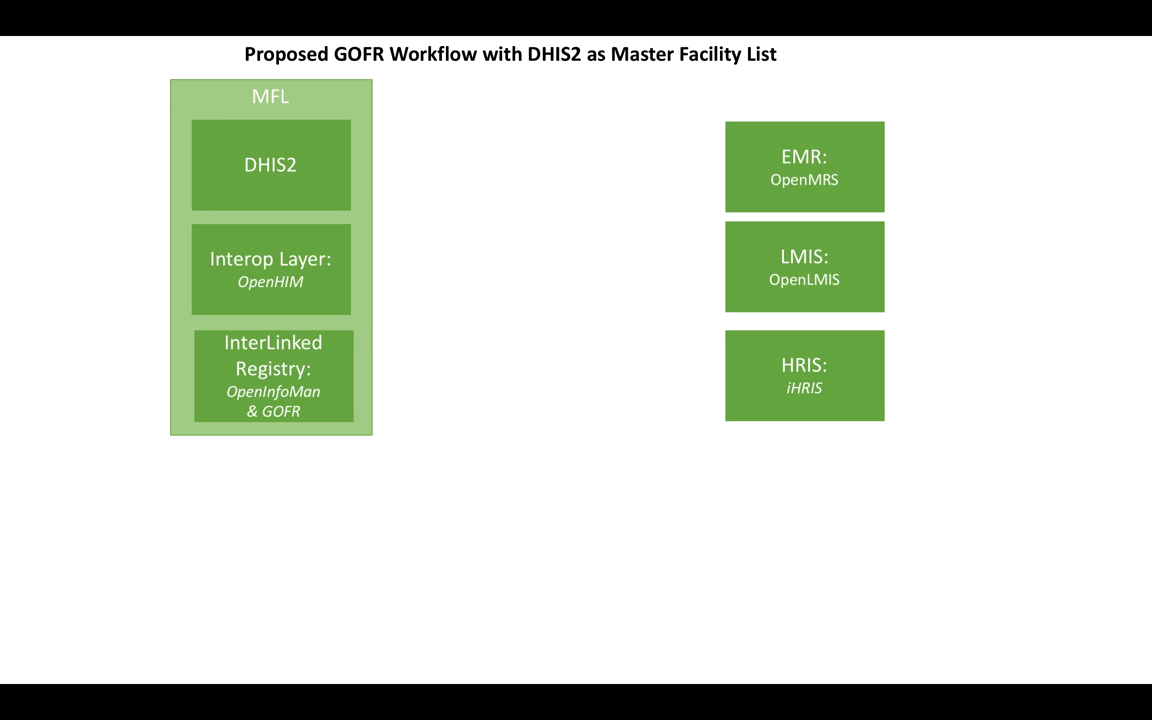 Proposed GOFR Workflow with DHIS2 as Master Facility List
MFL
DHIS2
Interop Layer:
OpenHIM
InterLinked
Registry:
OpenInfoMan
& GOFR
EMR:
OpenMRS
LMIS:
OpenLMIS
HRIS:
iHRIS